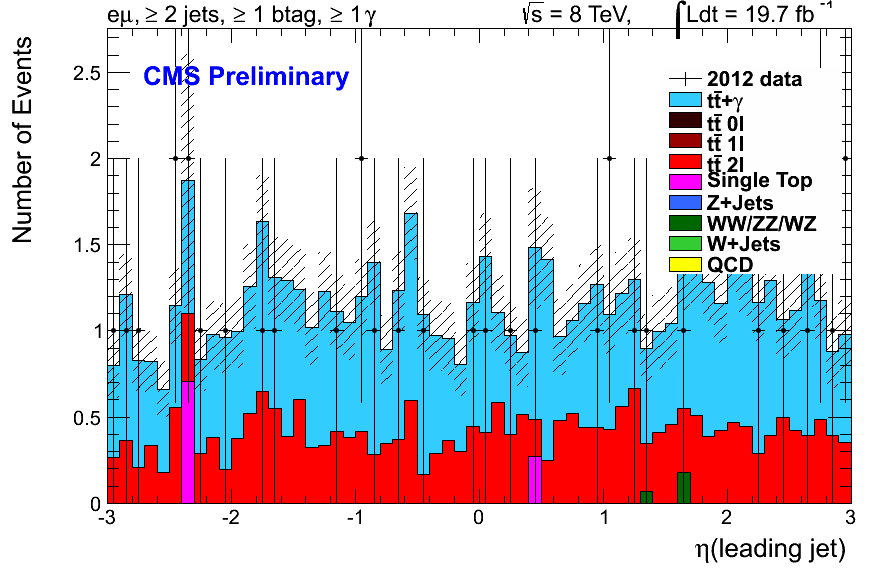 eμ, ≥ 2 jets, ≥ 1 btag, ≥ 1 γ
√s = 8 TeV, ∫Ldt = 19.7 fb⁻¹
CMS Preliminary
Number of Events
2.5
2
1.5
1
0.5
0
2012 data
tt̄+γ
tt̄ 0l
tt̄ 1l
tt̄ 2l
Single Top
Z+Jets
WW/ZZ/WZ
W+Jets
QCD
-3 -2 -1 0 1 2 3
η(leading jet)